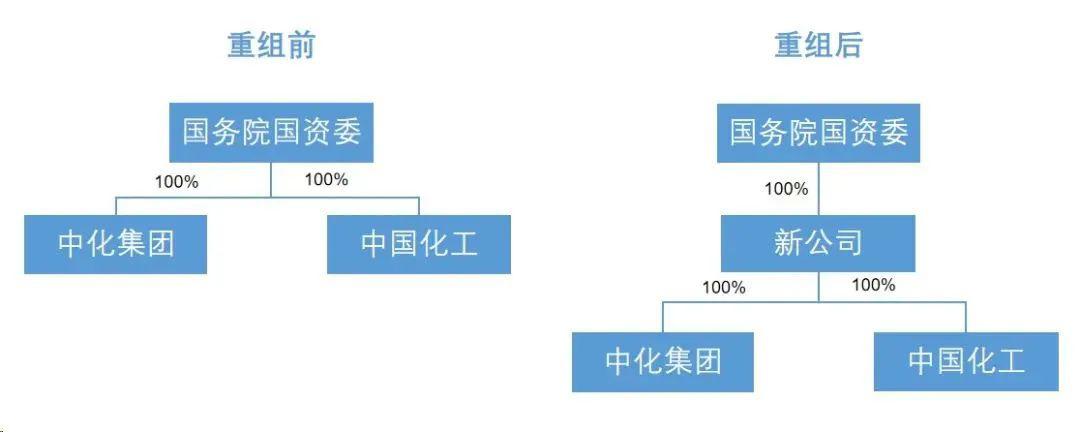 重组前
国务院国资委
100%
100%
中化集团
中国化工
重组后
国务院国资委
100%
新公司
100%
100%
中化集团
中国化工